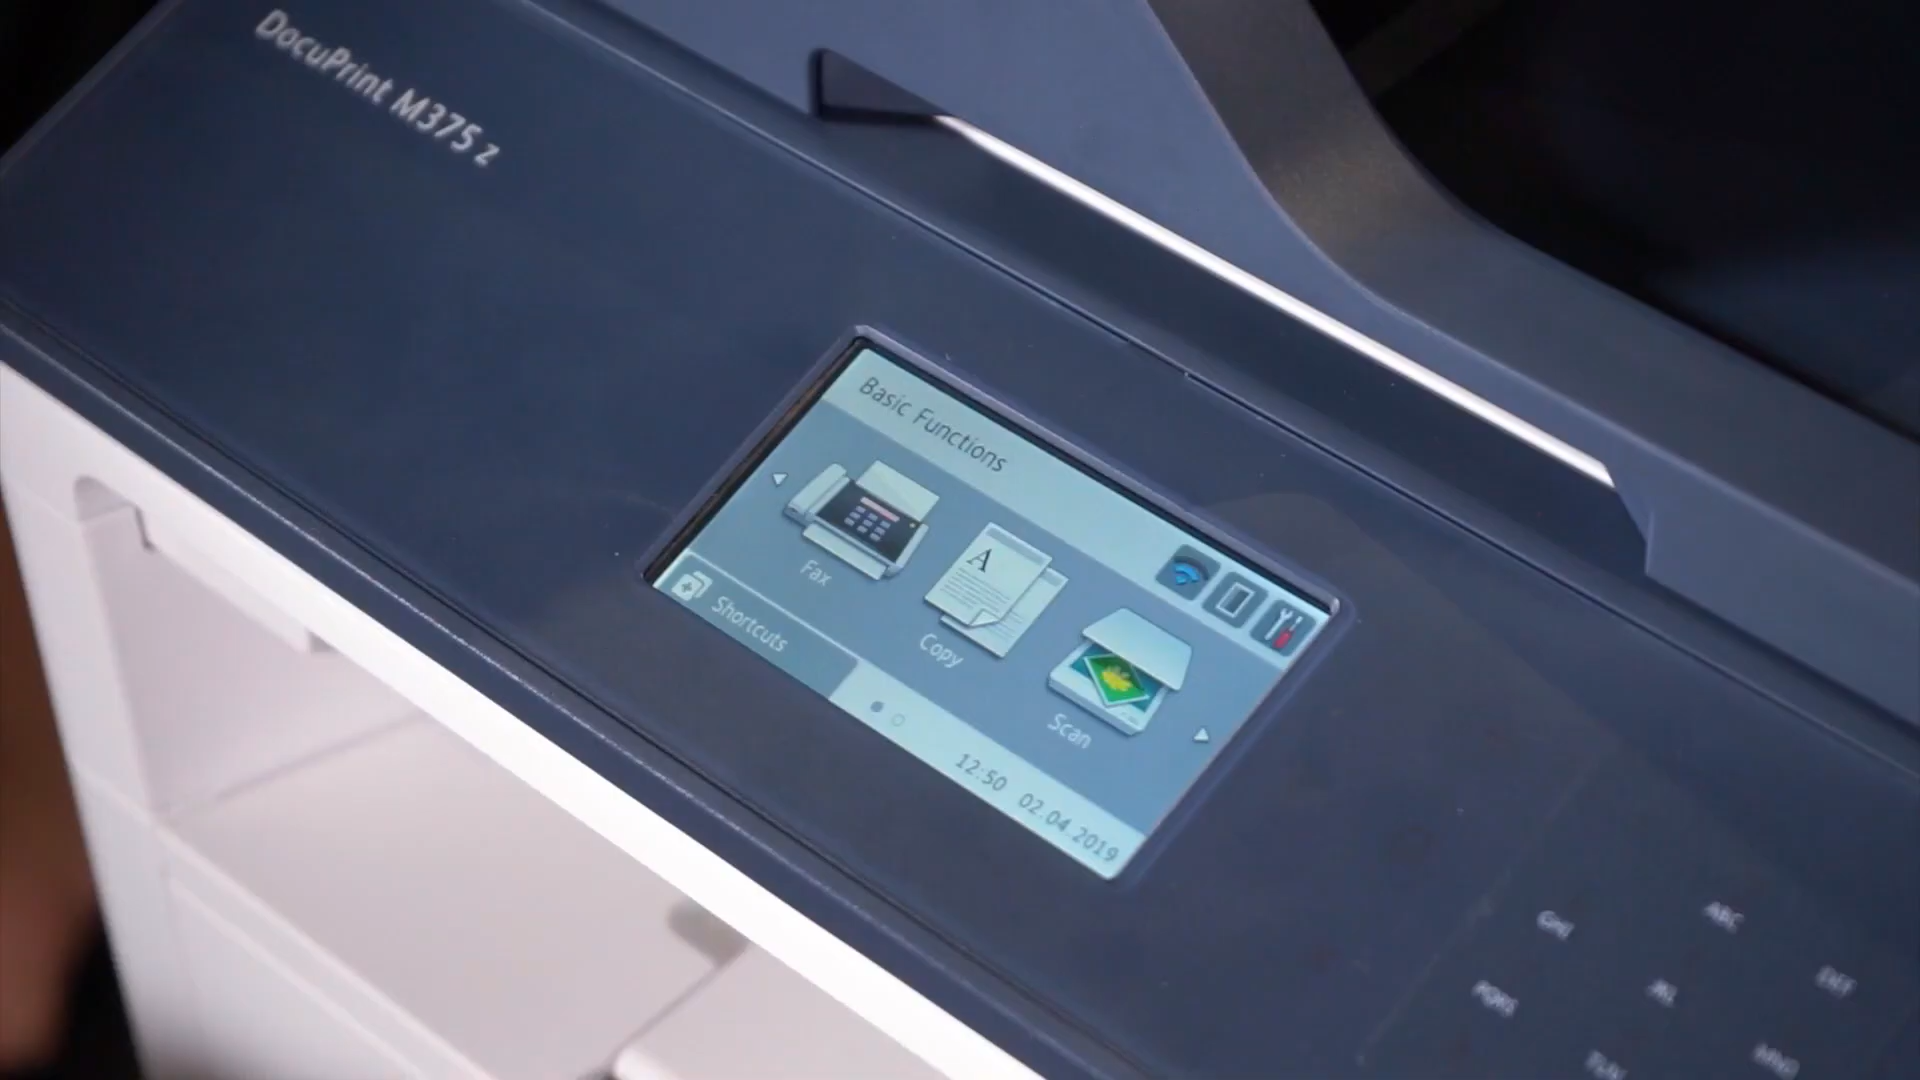 DocuPrint M375 z
Basic Functions
Fax
Copy
Scan
Shortcuts
12:50 02.04.2019
ABC
DEF
GHI
JKL
PQRS
TUV